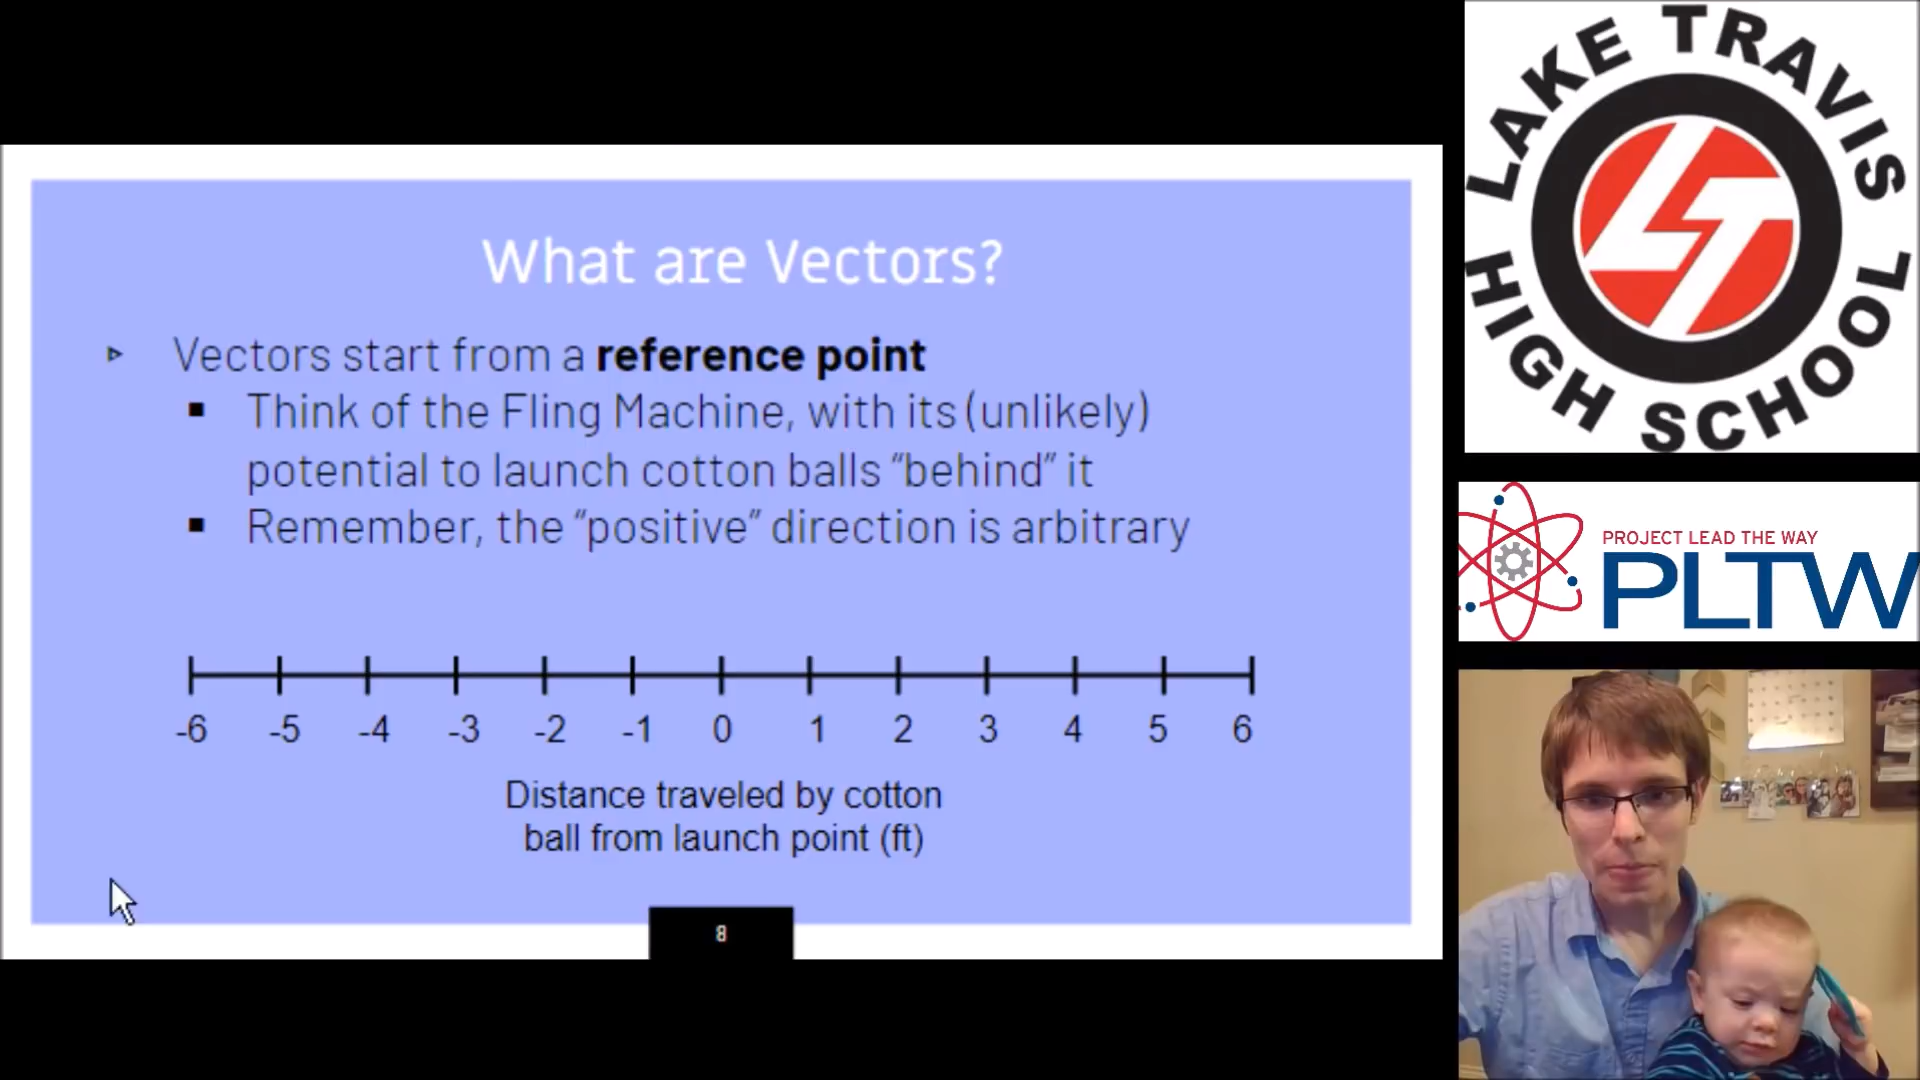 What are Vectors?
Vectors start from a reference point
Think of the Fling Machine, with its (unlikely)
potential to launch cotton balls “behind” it
Remember, the “positive” direction is arbitrary
-6 -5 -4 -3 -2 -1 0 1 2 3 4 5 6
Distance traveled by cotton
ball from launch point (ft)
8
LAKE TRAVIS
HIGH SCHOOL
LT
PROJECT LEAD THE WAY
PLTW